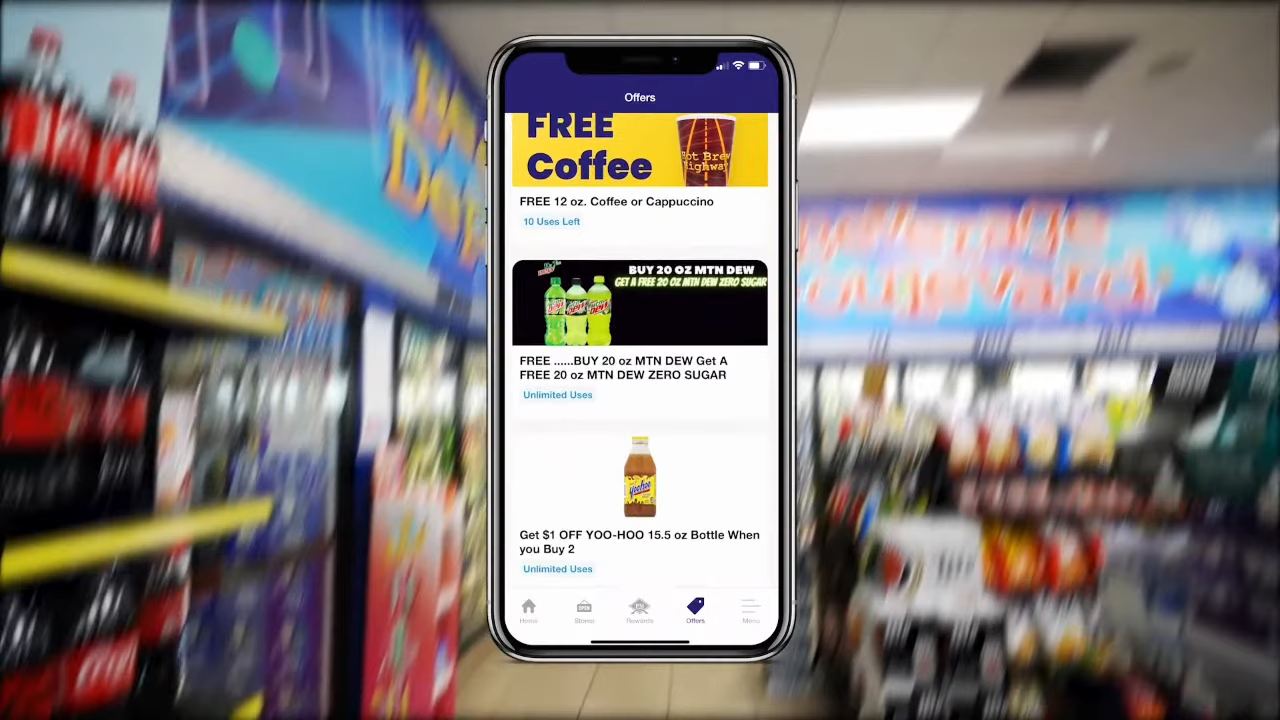 Offers
FREE
Coffee
Hot Brew
Highway
FREE 12 oz. Coffee or Cappuccino
10 Uses Left
BUY 20 OZ MTN DEW
GET A FREE 20 OZ MTN DEW ZERO SUGAR
FREE ......BUY 20 oz MTN DEW Get A
FREE 20 oz MTN DEW ZERO SUGAR
Unlimited Uses
Yoo-hoo
Get $1 OFF YOO-HOO 15.5 oz Bottle When
you Buy 2
Unlimited Uses
Home
Stores
Rewards
Offers
Menu